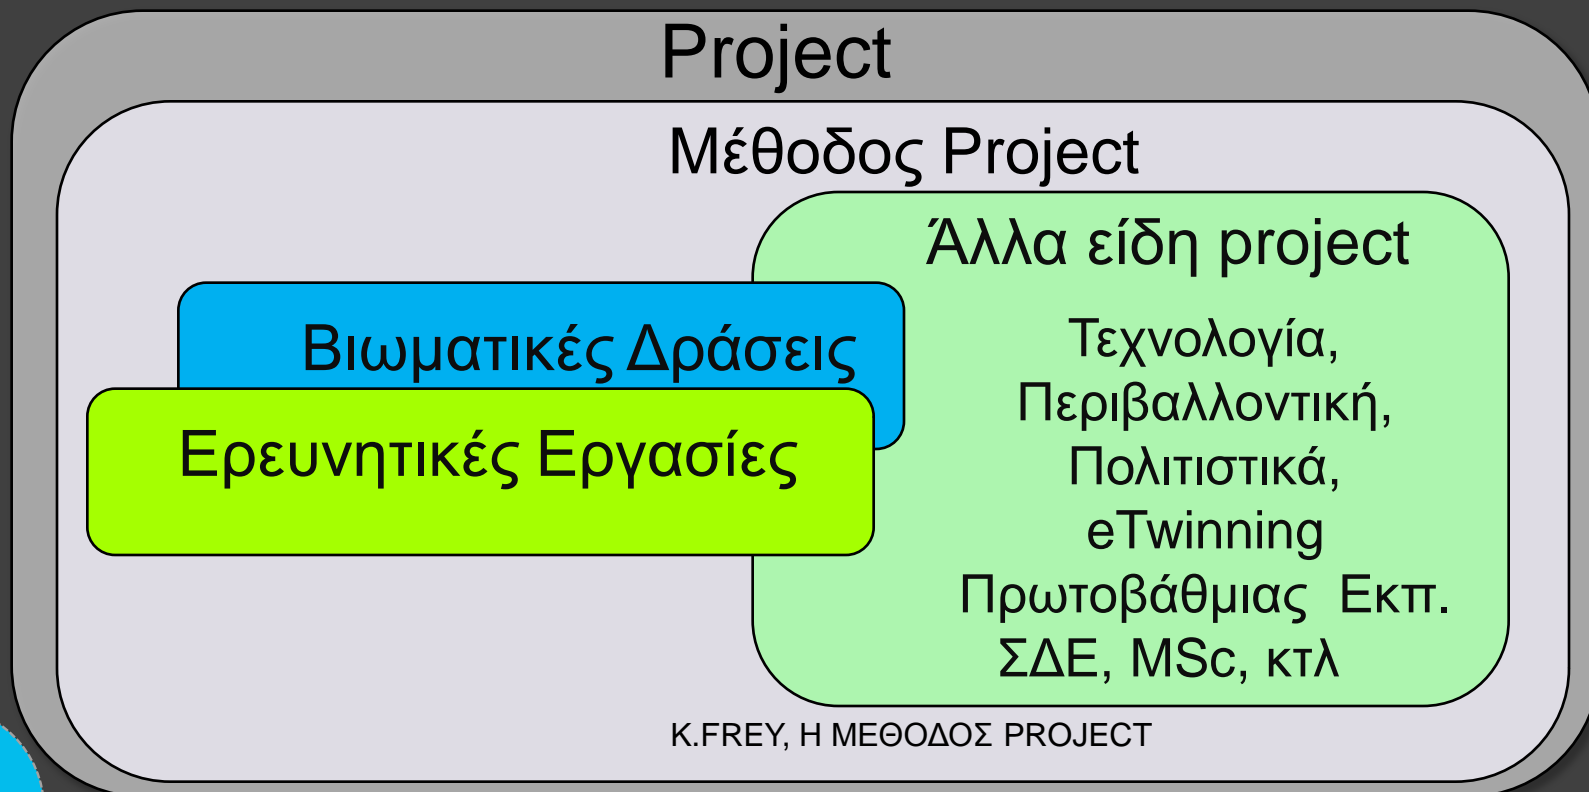 Project
Μέθοδος Project
Άλλα είδη project
Βιωματικές Δράσεις
Ερευνητικές Εργασίες
Τεχνολογία,
Περιβαλλοντική,
Πολιτιστικά,
eTwinning
Πρωτοβάθμιας Εκπ.
ΣΔΕ, MSc, κτλ
K.FREY, Η ΜΕΘΟΔΟΣ PROJECT